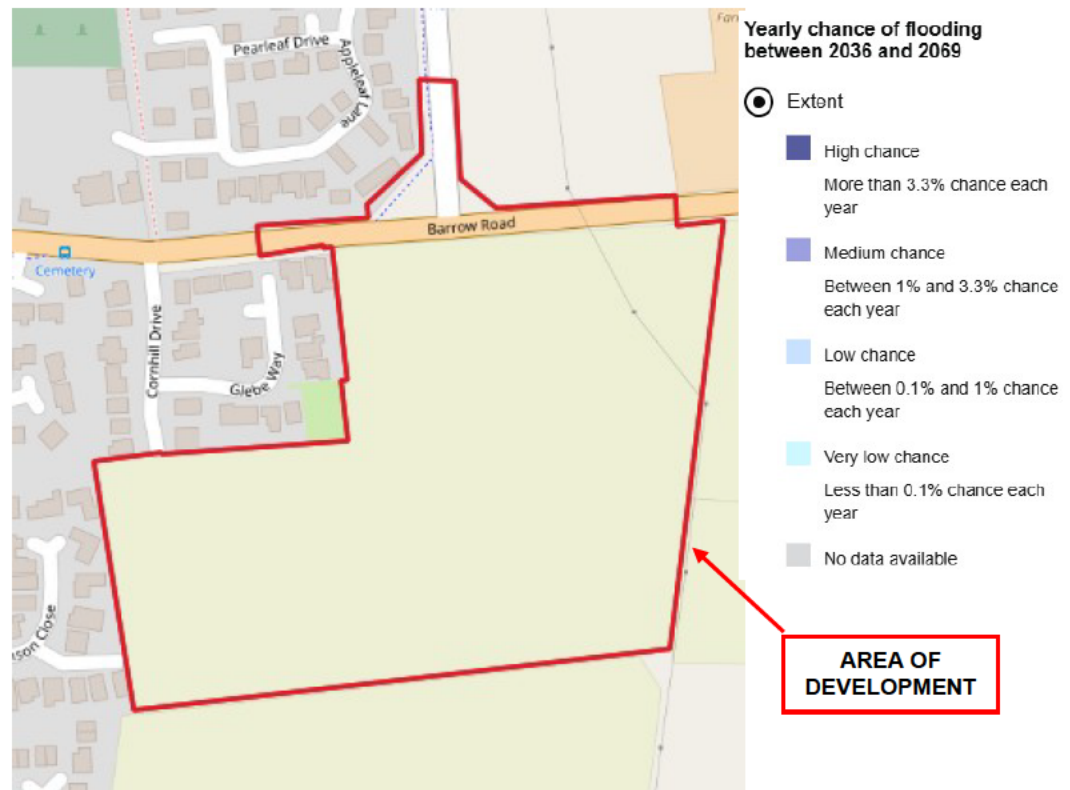 Pearleaf Drive
Appleleaf Lane
Barrow Road
Cemetery
Cornhill Drive
Glebe Way
son Close
Yearly chance of flooding
between 2036 and 2069
Extent
High chance
More than 3.3% chance each
year
Medium chance
Between 1% and 3.3% chance
each year
Low chance
Between 0.1% and 1% chance
each year
Very low chance
Less than 0.1% chance each
year
No data available
AREA OF
DEVELOPMENT